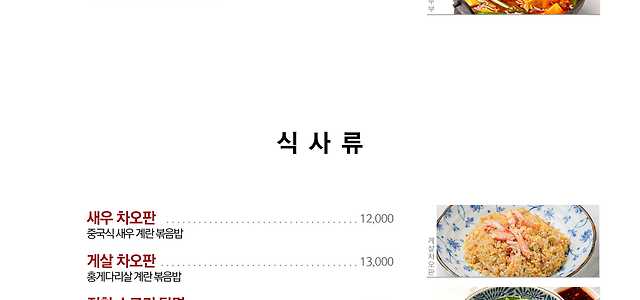 식 사 류
새우 차오판 12,000
중국식 새우 계란 볶음밥
게살 차오판 13,000
홍게다리살 계란 볶음밥
게살차오판